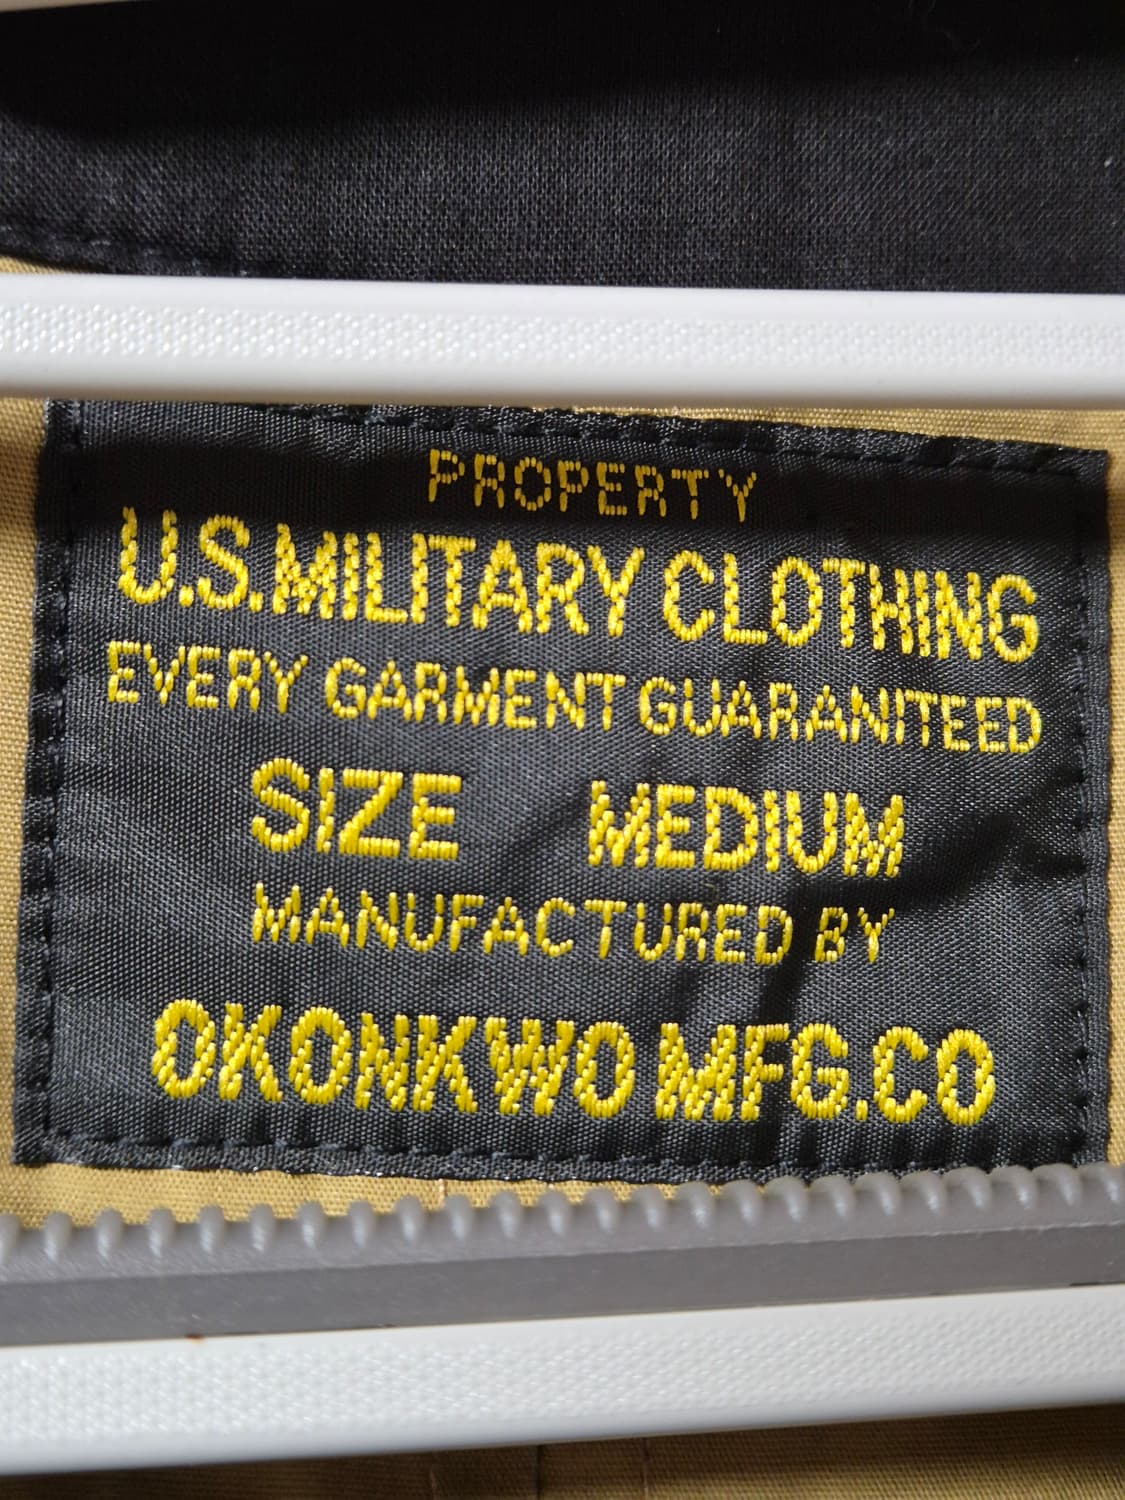 PROPERTY
U.S.MILITARY CLOTHING
EVERY GARMENT GUARANITEED
SIZE MEDIUM
MANUFACTURED BY
OKONKWO MFG.CO